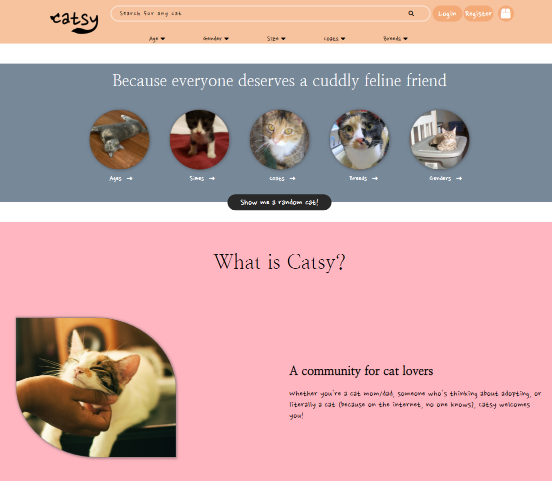 catsy
Search for any cat
Login
Register
Age
Gender
Size
coats
Breeds
Because everyone deserves a cuddly feline friend
Ages →
Sizes →
coats →
Breeds →
Genders →
Show me a random cat!
What is Catsy?
A community for cat lovers
Whether you're a cat mom/dad, someone who's thinking about adopting, or
literally a cat (because on the internet, no one knows), catsy welcomes
you!